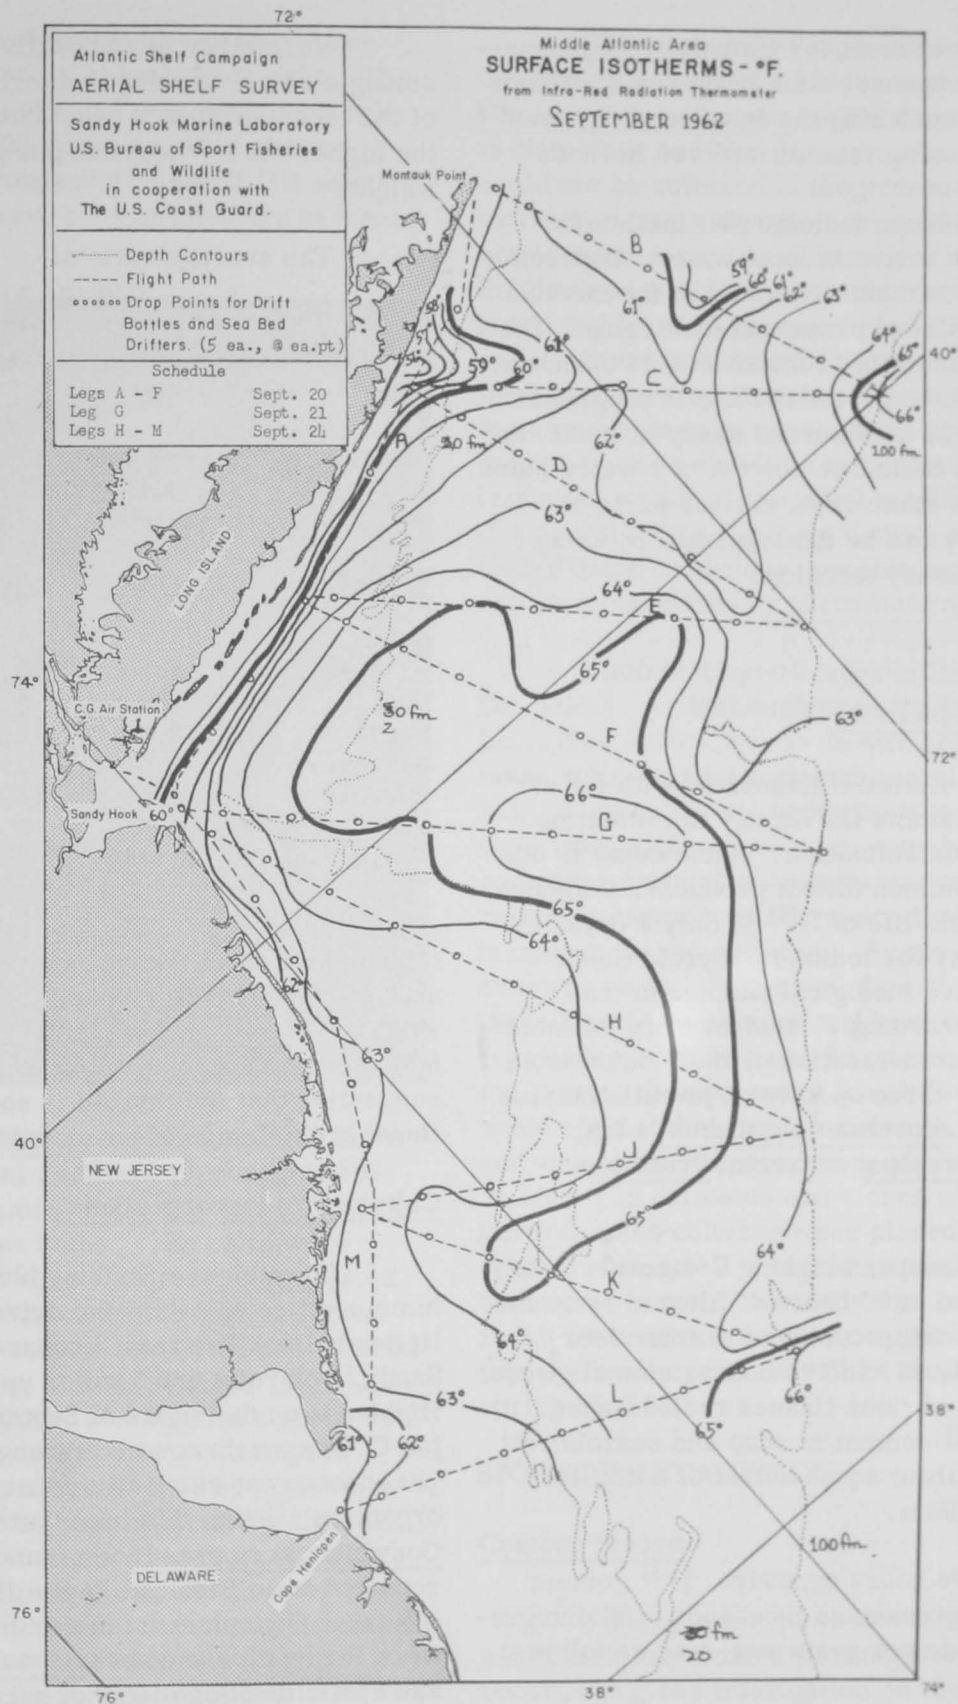 72°
Atlantic Shelf Campaign
AERIAL SHELF SURVEY
Sandy Hook Marine Laboratory
U.S. Bureau of Sport Fisheries
and Wildlife
in cooperation with
The U.S. Coast Guard.
Depth Contours
Flight Path
Drop Points for Drift
Bottles and Sea Bed
Drifters. (5 ea., @ ea.pt)
Schedule
Legs A - F Sept. 20
Leg G Sept. 21
Legs H - M Sept. 24
Middle Atlantic Area
SURFACE ISOTHERMS - °F.
from Infra-Red Radiation Thermometer
SEPTEMBER 1962
Montauk Point
B
59°
60°
61°
62°
63°
61°
64°
65°
40°
66°
100 fm.
58°
61°
59°
60°
C
A
30 fm
62°
D
63°
LONG ISLAND
64°
E
65°
74°
C.G. Air Station
30 fm
2
F
63°
72°
Sandy Hook
60°
66°
G
65°
64°
62°
H
63°
40°
NEW JERSEY
J
65°
64°
M
K
64°
66°
63°
L
65°
38°
61°
62°
100 fm
DELAWARE
Cape Henlopen
76°
30 fm
20
76°
38°
74°